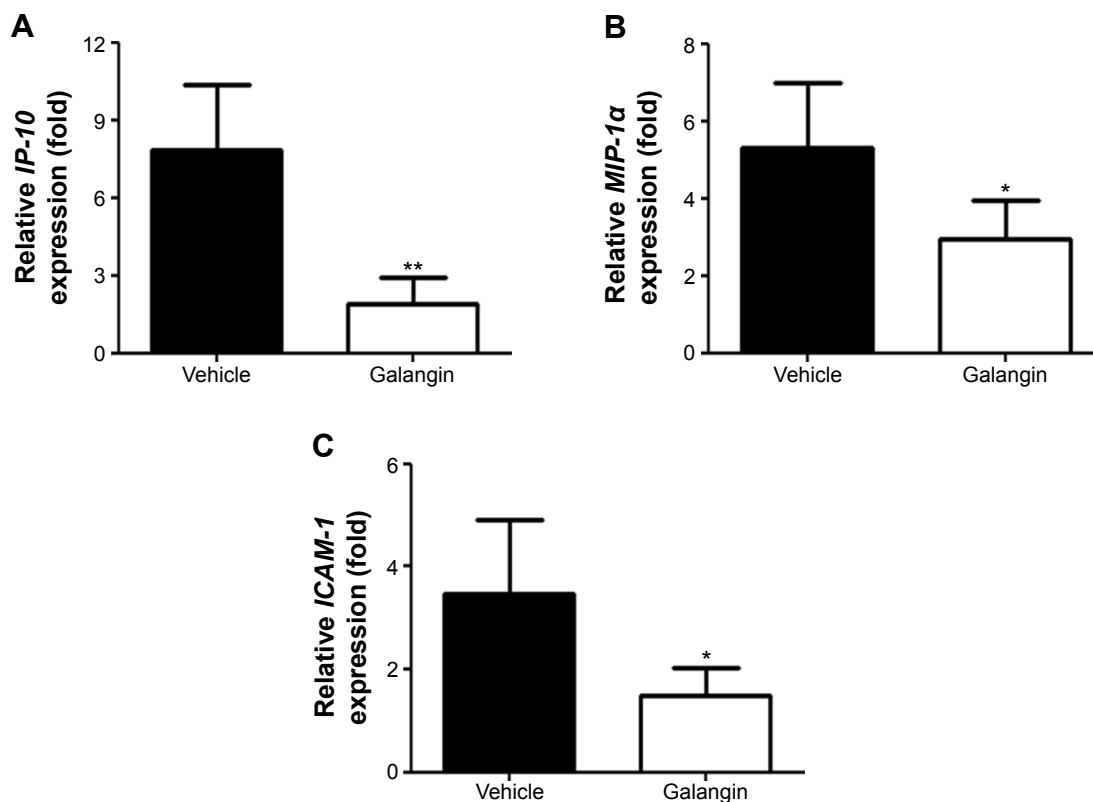 A
Relative IP-10
expression (fold)
12
9
6
3
0
**
Vehicle
Galangin
B
Relative MIP-1α
expression (fold)
8
6
4
2
0
*
Vehicle
Galangin
C
Relative ICAM-1
expression (fold)
6
4
2
0
*
Vehicle
Galangin